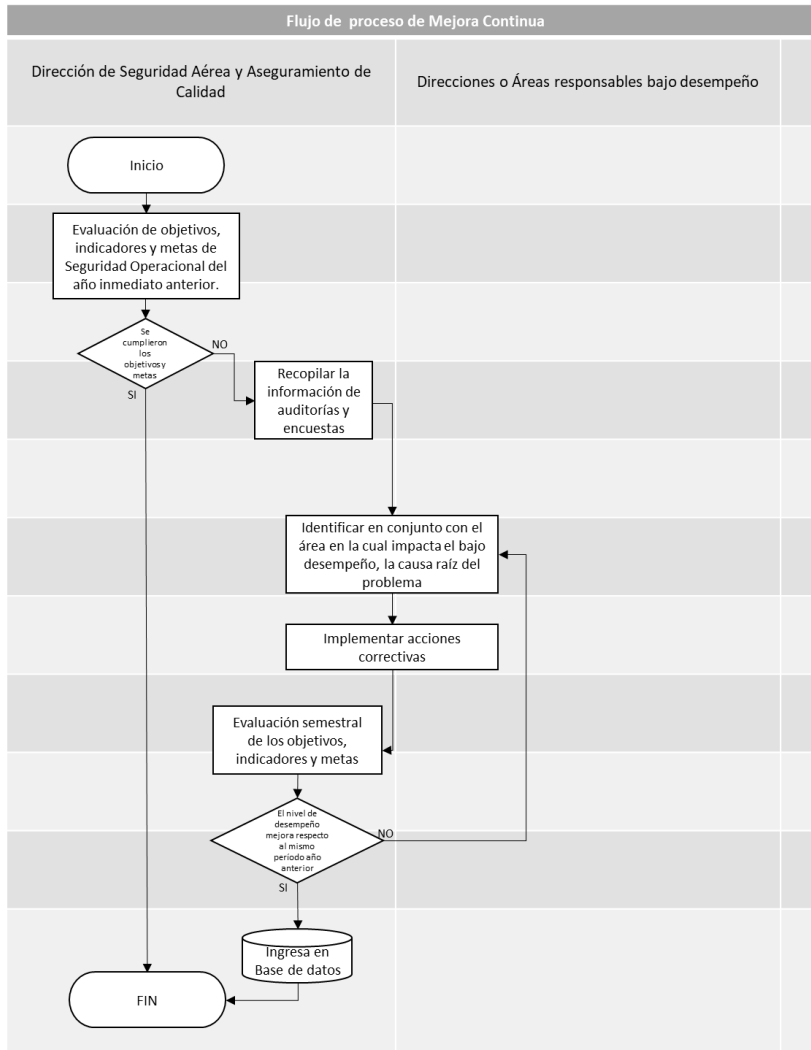 Flujo de proceso de Mejora Continua
Dirección de Seguridad Aérea y Aseguramiento de
Calidad
Direcciones o Áreas responsables bajo desempeño
Inicio
Evaluación de objetivos,
indicadores y metas de
Seguridad Operacional del
año inmediato anterior.
Se
cumplieron
los
objetivos y
metas
NO
SI
Recopilar la
información de
auditorías y
encuestas
Identificar en conjunto con el
área en la cual impacta el bajo
desempeño, la causa raíz del
problema
Implementar acciones
correctivas
Evaluación semestral
de los objetivos,
indicadores y metas
El nivel de
desempeño
mejora respecto
al mismo
período año
anterior
NO
SI
Ingresa en
Base de datos
FIN